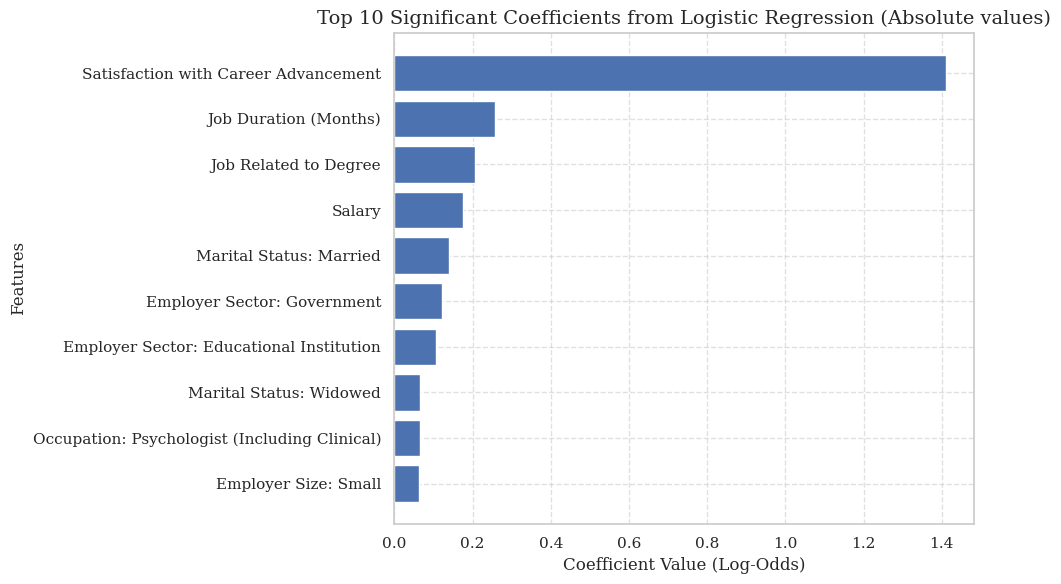 Top 10 Significant Coefficients from Logistic Regression (Absolute values)
Features
Satisfaction with Career Advancement
Job Duration (Months)
Job Related to Degree
Salary
Marital Status: Married
Employer Sector: Government
Employer Sector: Educational Institution
Marital Status: Widowed
Occupation: Psychologist (Including Clinical)
Employer Size: Small
0.0 0.2 0.4 0.6 0.8 1.0 1.2 1.4
Coefficient Value (Log-Odds)